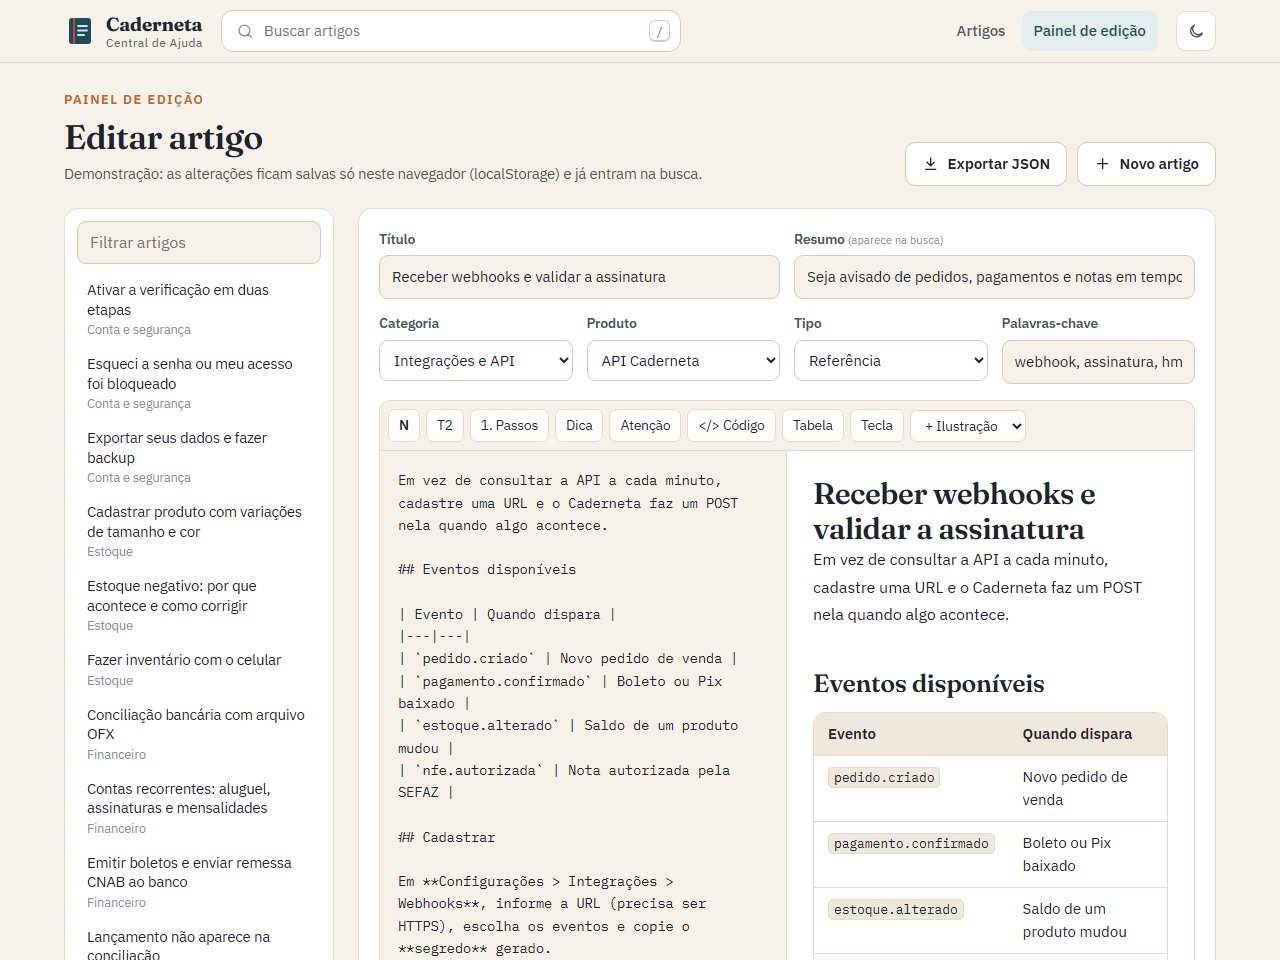 Caderneta
Central de Ajuda
Buscar artigos
/
Artigos
Painel de edição
PAINEL DE EDIÇÃO
Editar artigo
Demonstração: as alterações ficam salvas só neste navegador (localStorage) e já entram na busca.
Exportar JSON
Novo artigo
Filtrar artigos
Ativar a verificação em duas
etapas
Conta e segurança
Esqueci a senha ou meu acesso
foi bloqueado
Conta e segurança
Exportar seus dados e fazer
backup
Conta e segurança
Cadastrar produto com variações
de tamanho e cor
Estoque
Estoque negativo: por que
acontece e como corrigir
Estoque
Fazer inventário com o celular
Estoque
Conciliação bancária com arquivo
OFX
Financeiro
Contas recorrentes: aluguel,
assinaturas e mensalidades
Financeiro
Emitir boletos e enviar remessa
CNAB ao banco
Financeiro
Lançamento não aparece na
conciliação
Título
Receber webhooks e validar a assinatura
Resumo (aparece na busca)
Seja avisado de pedidos, pagamentos e notas em tempo
Categoria
Integrações e API
Produto
API Caderneta
Tipo
Referência
Palavras-chave
webhook, assinatura, hm
N
T2
1. Passos
Dica
Atenção
</> Código
Tabela
Tecla
+ Ilustração
Em vez de consultar a API a cada minuto,
cadastre uma URL e o Caderneta faz um POST
nela quando algo acontece.
## Eventos disponíveis
| Evento | Quando dispara |
|---|---|
| `pedido.criado` | Novo pedido de venda |
| `pagamento.confirmado` | Boleto ou Pix
baixado |
| `estoque.alterado` | Saldo de um produto
mudou |
| `nfe.autorizada` | Nota autorizada pela
SEFAZ |
## Cadastrar
Em **Configurações > Integrações >
Webhooks**, informe a URL (precisa ser
HTTPS), escolha os eventos e copie o
**segredo** gerado.
Receber webhooks e
validar a assinatura
Em vez de consultar a API a cada minuto,
cadastre uma URL e o Caderneta faz um POST
nela quando algo acontece.
Eventos disponíveis
Evento
Quando dispara
pedido.criado
Novo pedido de
venda
pagamento.confirmado
Boleto ou Pix
baixado
estoque.alterado
Saldo de um
produto mudou